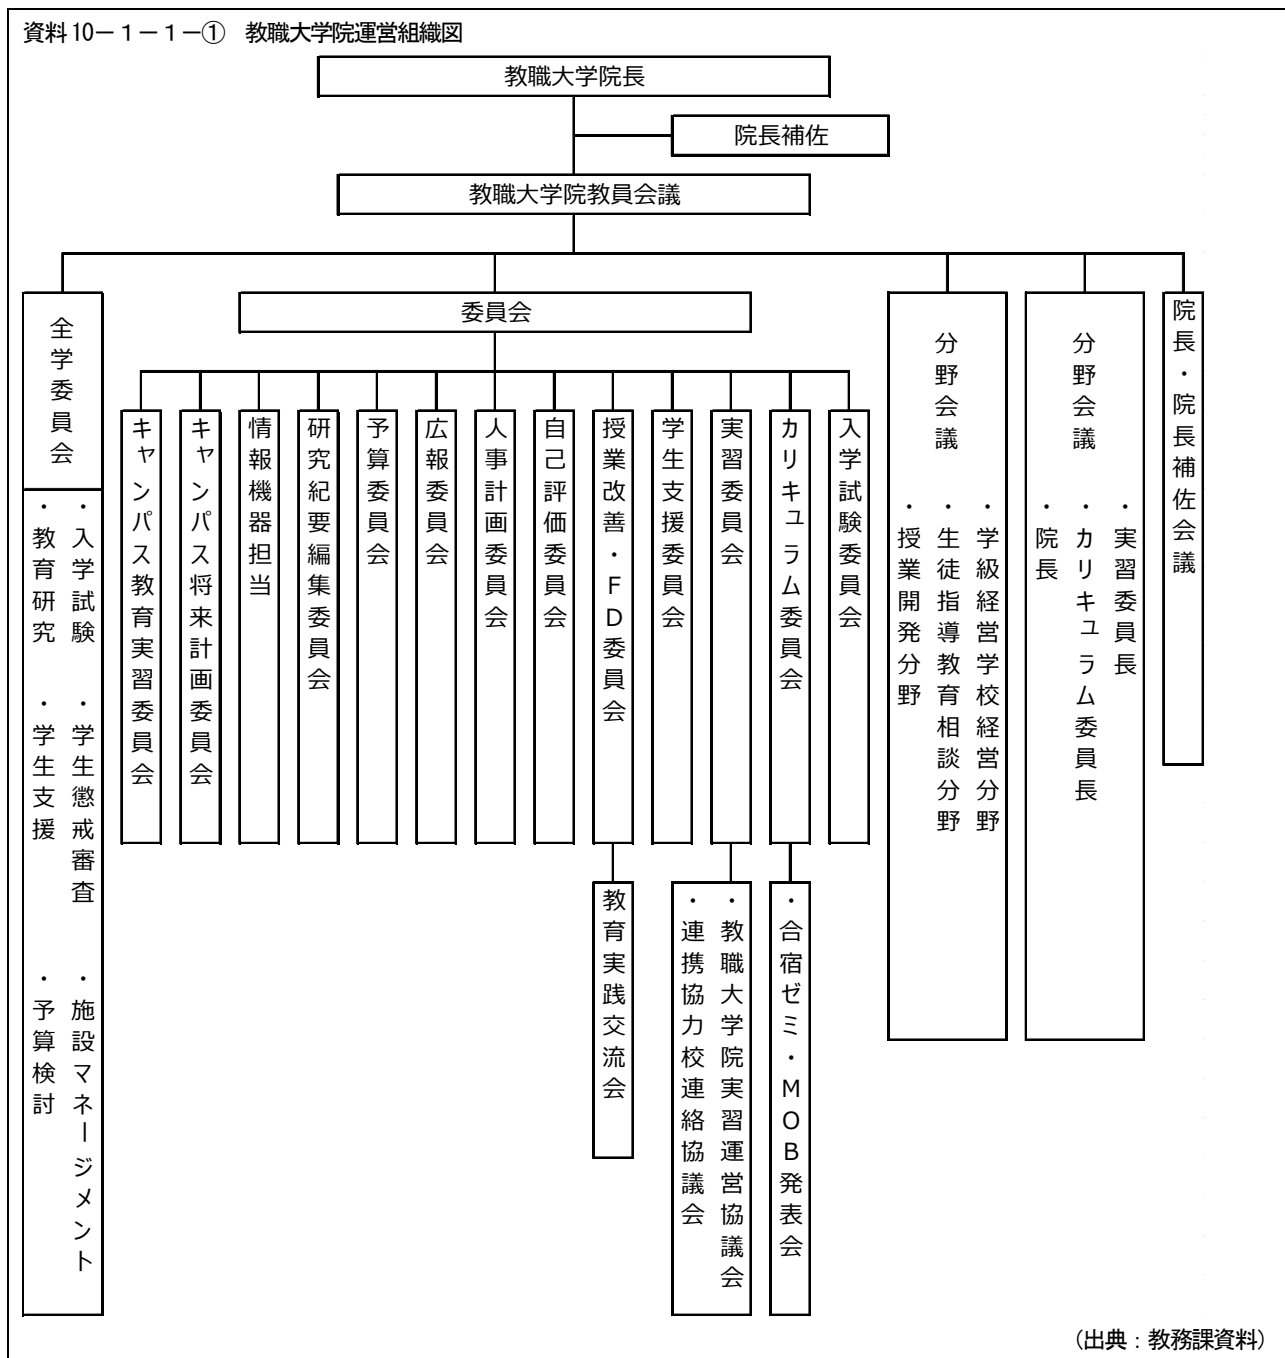 資料10－１－１－①　教職大学院運営組織図
教職大学院長
院長補佐
教職大学院教員会議
委員会
院長・院長補佐会議
分野会議
・実習委員長
・カリキュラム委員長
・院長
分野会議
・学級経営学校経営分野
・生徒指導教育相談分野
・授業開発分野
入学試験委員会
カリキュラム委員会
実習委員会
学生支援委員会
授業改善・ＦＤ委員会
自己評価委員会
人事計画委員会
広報委員会
予算委員会
研究紀要編集委員会
情報機器担当
キャンパス将来計画委員会
キャンパス教育実習委員会
全学委員会
・入学試験　・学生懲戒審査　・施設マネージメント
・教育研究　・学生支援　・予算検討
・合宿ゼミ・ＭＯＢ発表会
・教職大学院実習運営協議会
・連携協力校連絡協議会
教育実践交流会
（出典：教務課資料）